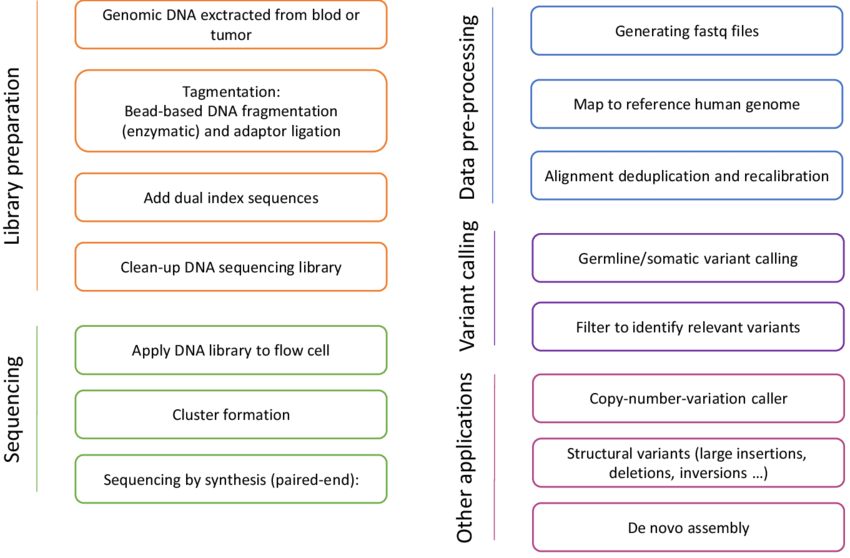 Library preparation
Genomic DNA exctracted from blod or
tumor
Tagmentation:
Bead-based DNA fragmentation
(enzymatic) and adaptor ligation
Add dual index sequences
Clean-up DNA sequencing library
Sequencing
Apply DNA library to flow cell
Cluster formation
Sequencing by synthesis (paired-end):
Data pre-processing
Generating fastq files
Map to reference human genome
Alignment deduplication and recalibration
Variant calling
Germline/somatic variant calling
Filter to identify relevant variants
Other applications
Copy-number-variation caller
Structural variants (large insertions,
deletions, inversions ...)
De novo assembly